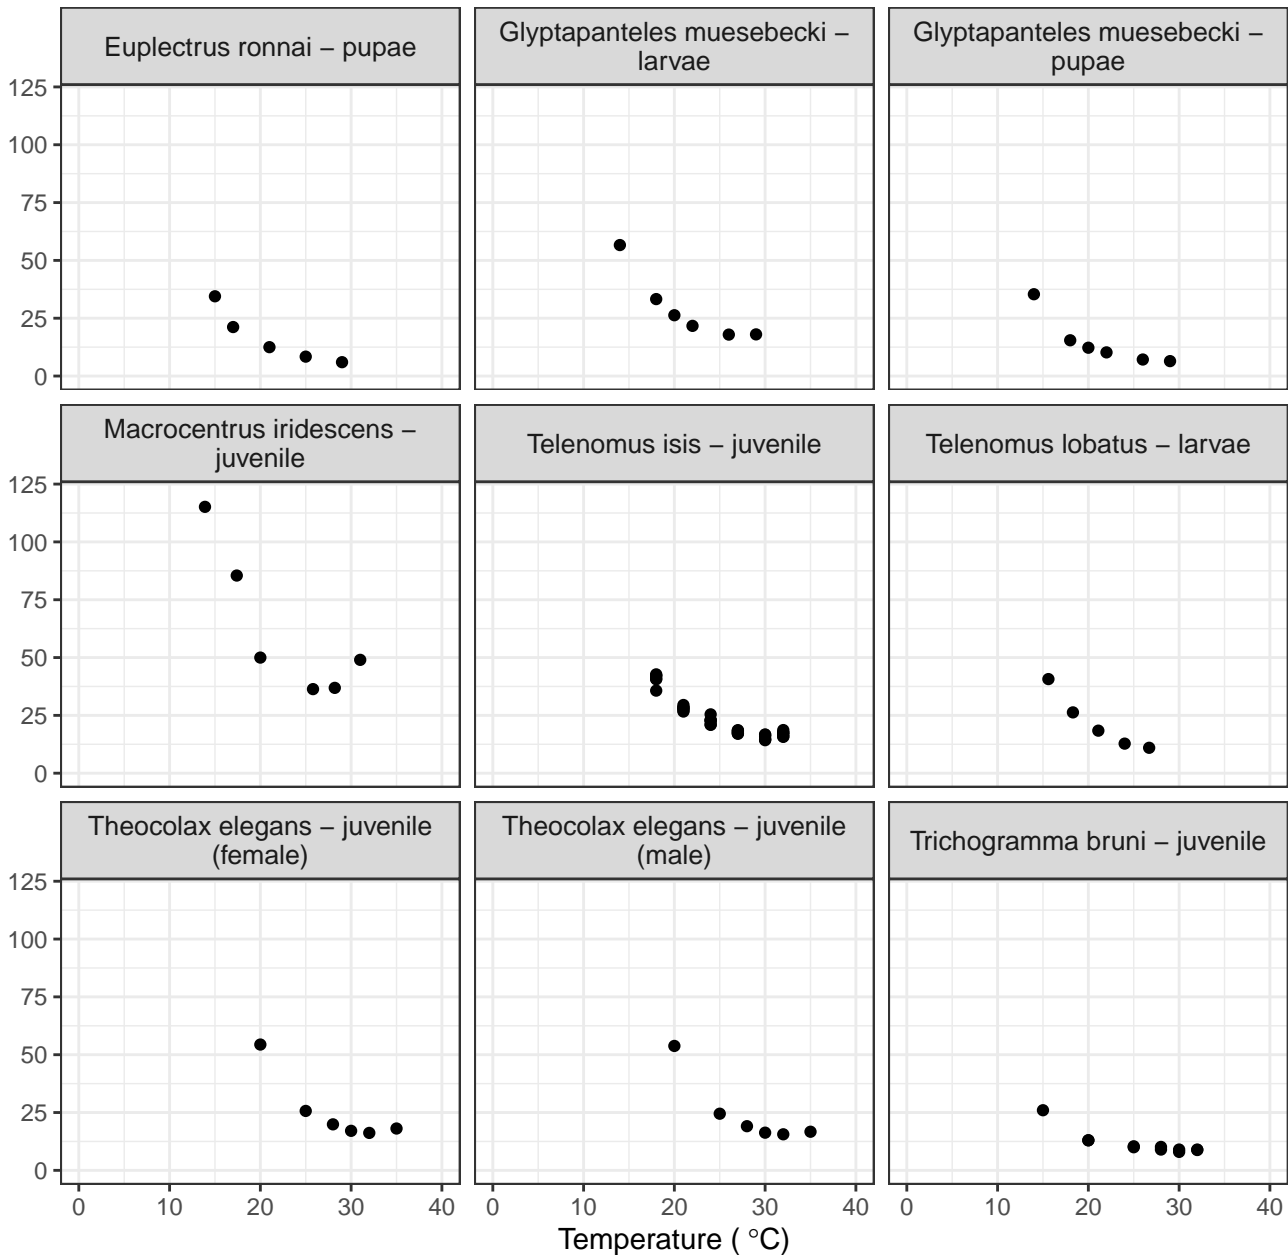 Euplectrus ronnai − pupae
Glyptapanteles muesebecki −
larvae
Glyptapanteles muesebecki −
pupae
125
100
75
50
25
0
Macrocentrus iridescens −
juvenile
Telenomus isis − juvenile
Telenomus lobatus − larvae
125
100
75
50
25
0
Theocolax elegans − juvenile
(female)
Theocolax elegans − juvenile
(male)
Trichogramma bruni − juvenile
125
100
75
50
25
0
0 10 20 30 40
0 10 20 30 40
0 10 20 30 40
Temperature ( °C)